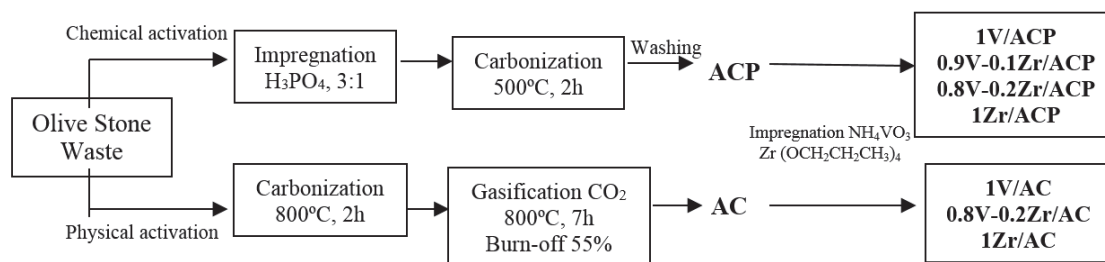 Olive Stone
Waste
Chemical activation
Impregnation
H₃PO₄, 3:1
Carbonization
500ºC, 2h
Washing
ACP
1V/ACP
0.9V-0.1Zr/ACP
0.8V-0.2Zr/ACP
1Zr/ACP
Impregnation NH₄VO₃
Zr (OCH₂CH₂CH₃)₄
Physical activation
Carbonization
800ºC, 2h
Gasification CO₂
800ºC, 7h
Burn-off 55%
AC
1V/AC
0.8V-0.2Zr/AC
1Zr/AC